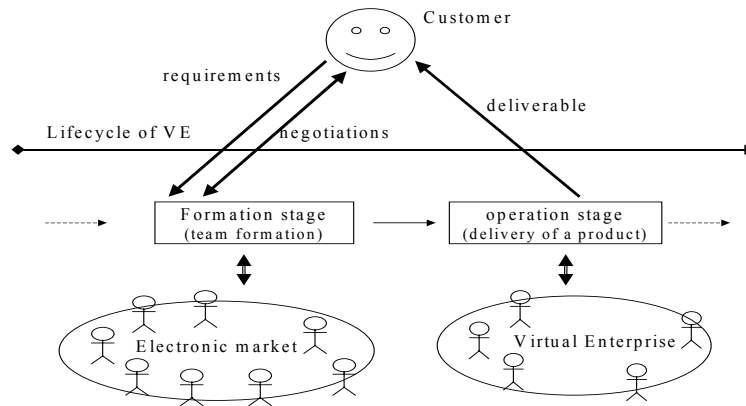 Customer
requirements
deliverable
Lifecycle of VE
negotiations
Formation stage
(team formation)
operation stage
(delivery of a product)
Electronic market
Virtual Enterprise